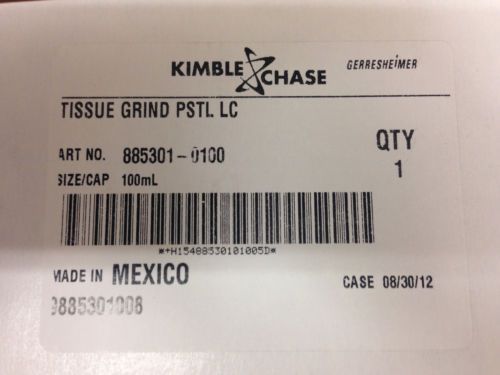 KIMBLE CHASE GERRESHEIMER
TISSUE GRIND PSTL LC
ART NO. 885301-0100
QTY
1
SIZE/CAP 100mL
*+H15488530101005D*
MADE IN MEXICO
CASE 08/30/12
9885301008